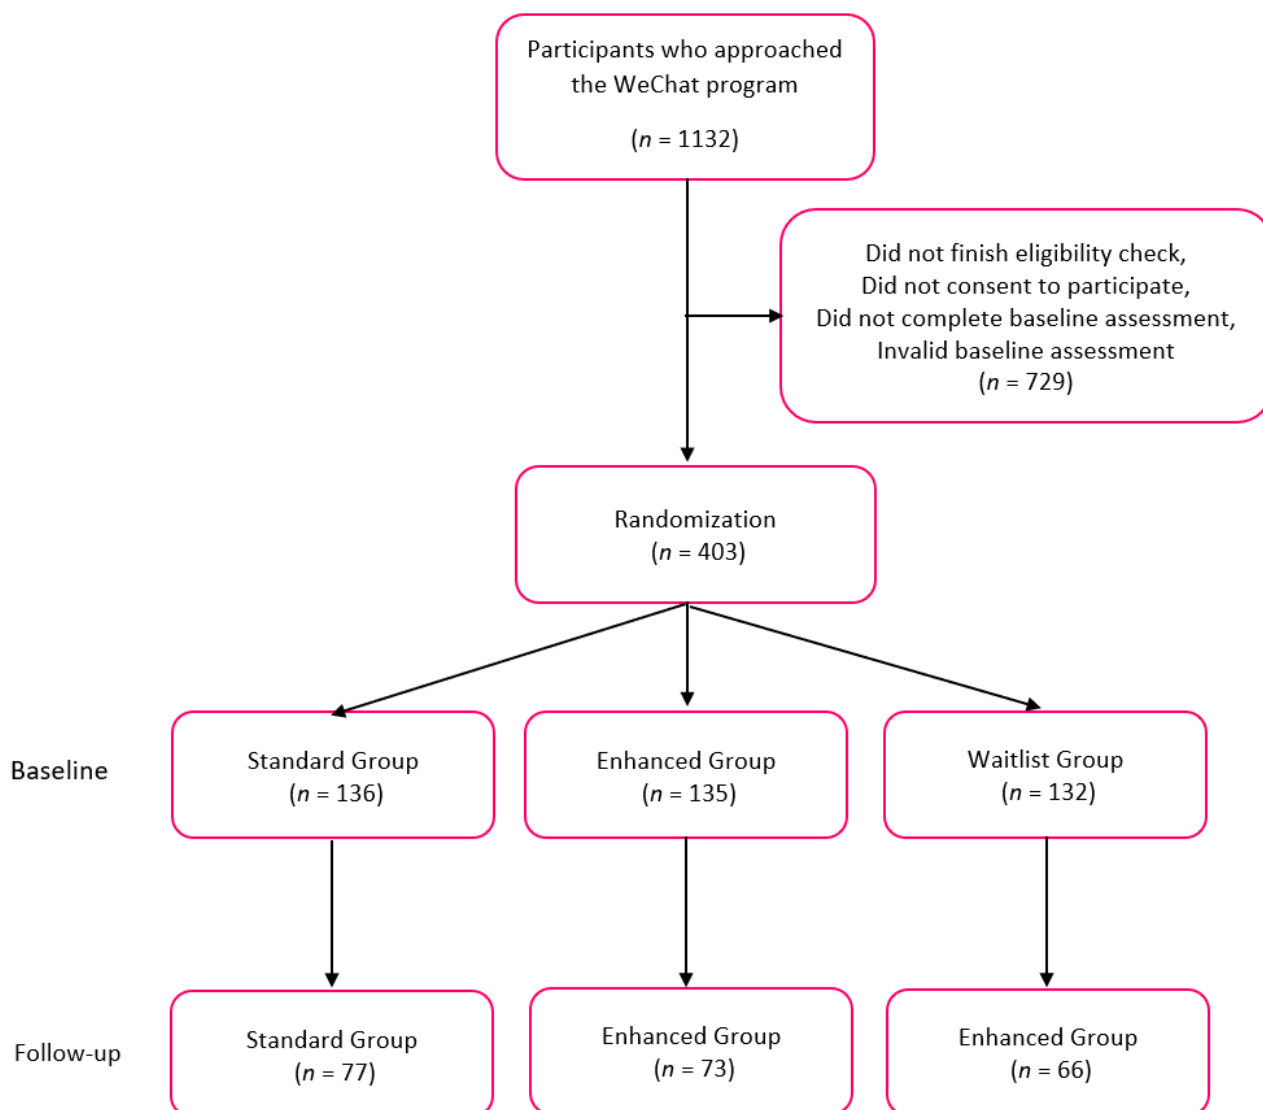 Participants who approached
the WeChat program
(n = 1132)
Did not finish eligibility check,
Did not consent to participate,
Did not complete baseline assessment,
Invalid baseline assessment
(n = 729)
Randomization
(n = 403)
Baseline
Standard Group
(n = 136)
Enhanced Group
(n = 135)
Waitlist Group
(n = 132)
Follow-up
Standard Group
(n = 77)
Enhanced Group
(n = 73)
Enhanced Group
(n = 66)